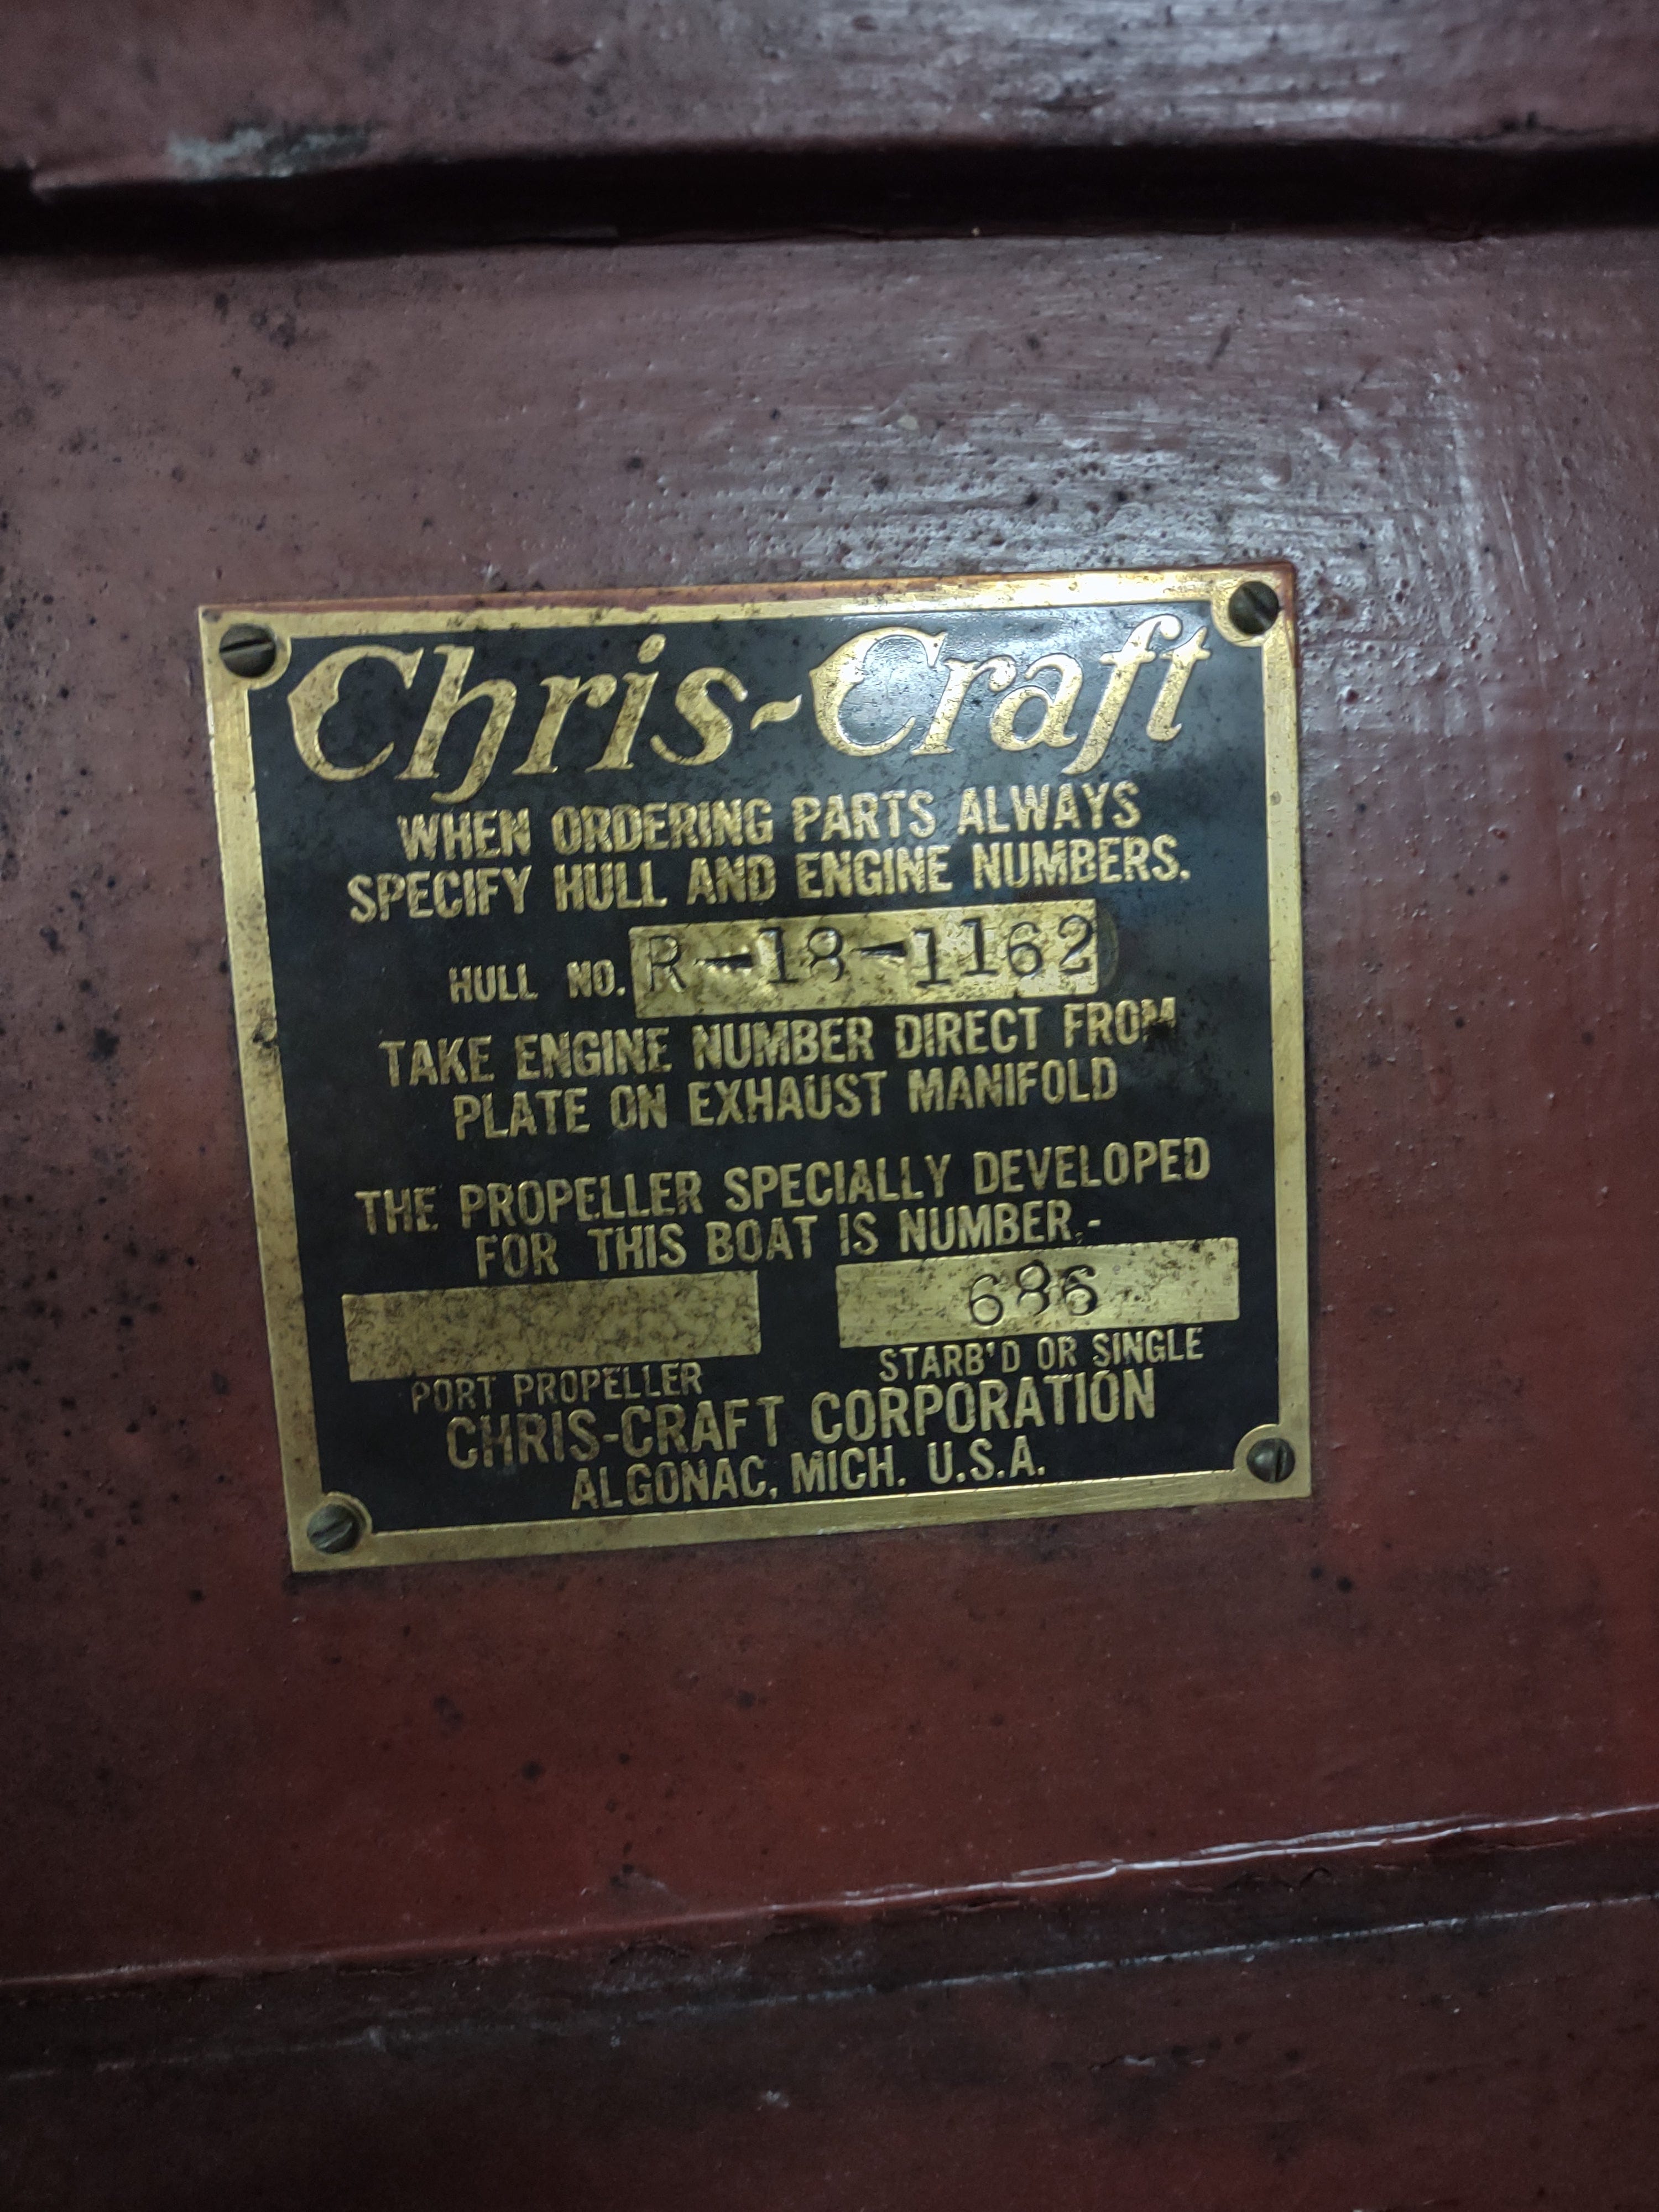 Chris-Craft
WHEN ORDERING PARTS ALWAYS
SPECIFY HULL AND ENGINE NUMBERS.
HULL NO. R-18-1162
TAKE ENGINE NUMBER DIRECT FROM
PLATE ON EXHAUST MANIFOLD
THE PROPELLER SPECIALLY DEVELOPED
FOR THIS BOAT IS NUMBER.-
686
PORT PROPELLER STARB'D OR SINGLE
CHRIS-CRAFT CORPORATION
ALGONAC, MICH. U.S.A.